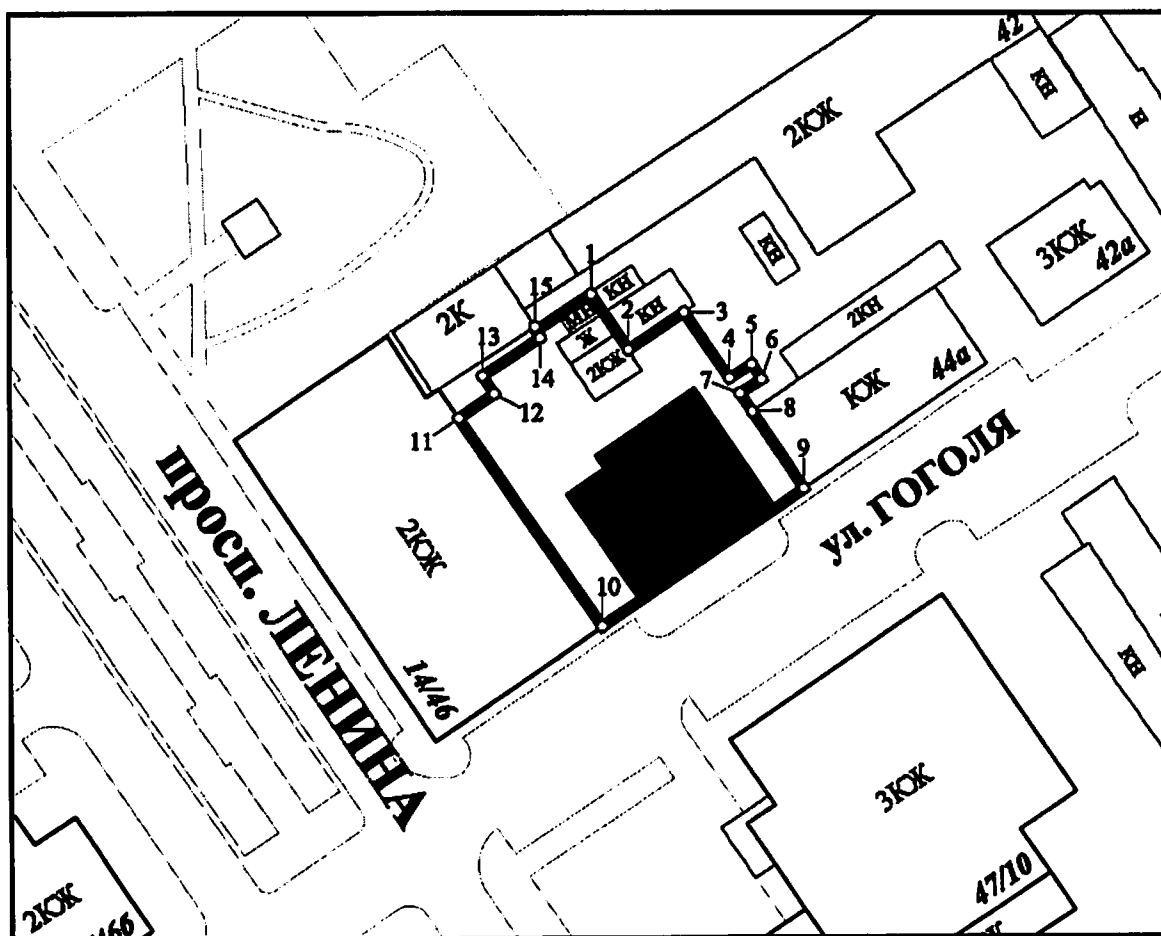 42
КН
Н
2КЖ
КН
3КЖ
42а
1
КН
15
МН
КН
2
3
2К
Ж
2КЖ
2КН
13
14
4
5
6
7
8
КЖ
44а
12
11
9
ул. ГОГОЛЯ
просп. ЛЕНИНА
2КЖ
10
14/46
КН
3КЖ
47/10
2КЖ